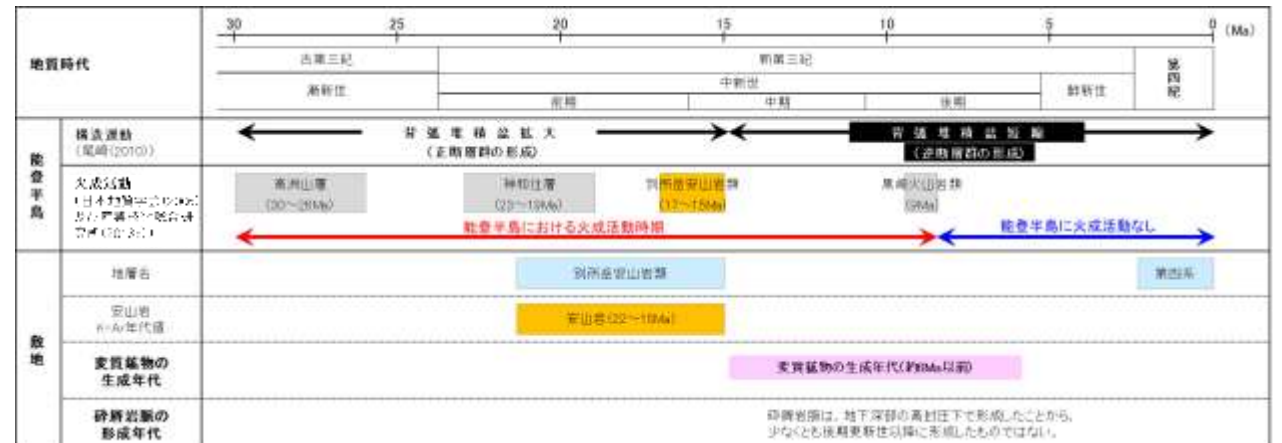 30 25 20 15 10 5 0 (Ma)
地質時代
古第三紀 新第三紀 第四紀
漸新世 中新世 鮮新世
前期 中期 後期
能登半島
構造運動
(尾崎(2010))
背弧堆積盆拡大
(正断層群の形成)
背弧堆積盆短縮
(逆断層群の形成)
火成活動
高洲山層
(30～28Ma)
神和住層
(23～19Ma)
別所岳安山岩類
(17～15Ma)
黒崎火山岩類
(9Ma)
能登半島における火成活動時期
能登半島に火成活動なし
敷地
地層名
別所岳安山岩類
第四系
安山岩
K-Ar年代値
安山岩
変質鉱物の
生成年代
変質鉱物の生成年代(約6Ma以前)
砕屑岩脈の
形成年代
砕屑岩脈は、地下深部の高封圧下で形成したことから、
少なくとも後期更新世以降に形成したものではない。